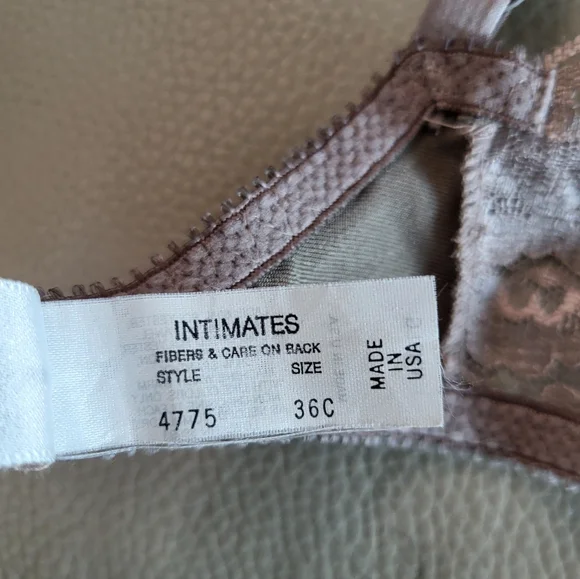 INTIMATES
FIBERS & CARE ON BACK
STYLE SIZE
4775 36C
MADE
IN
USA